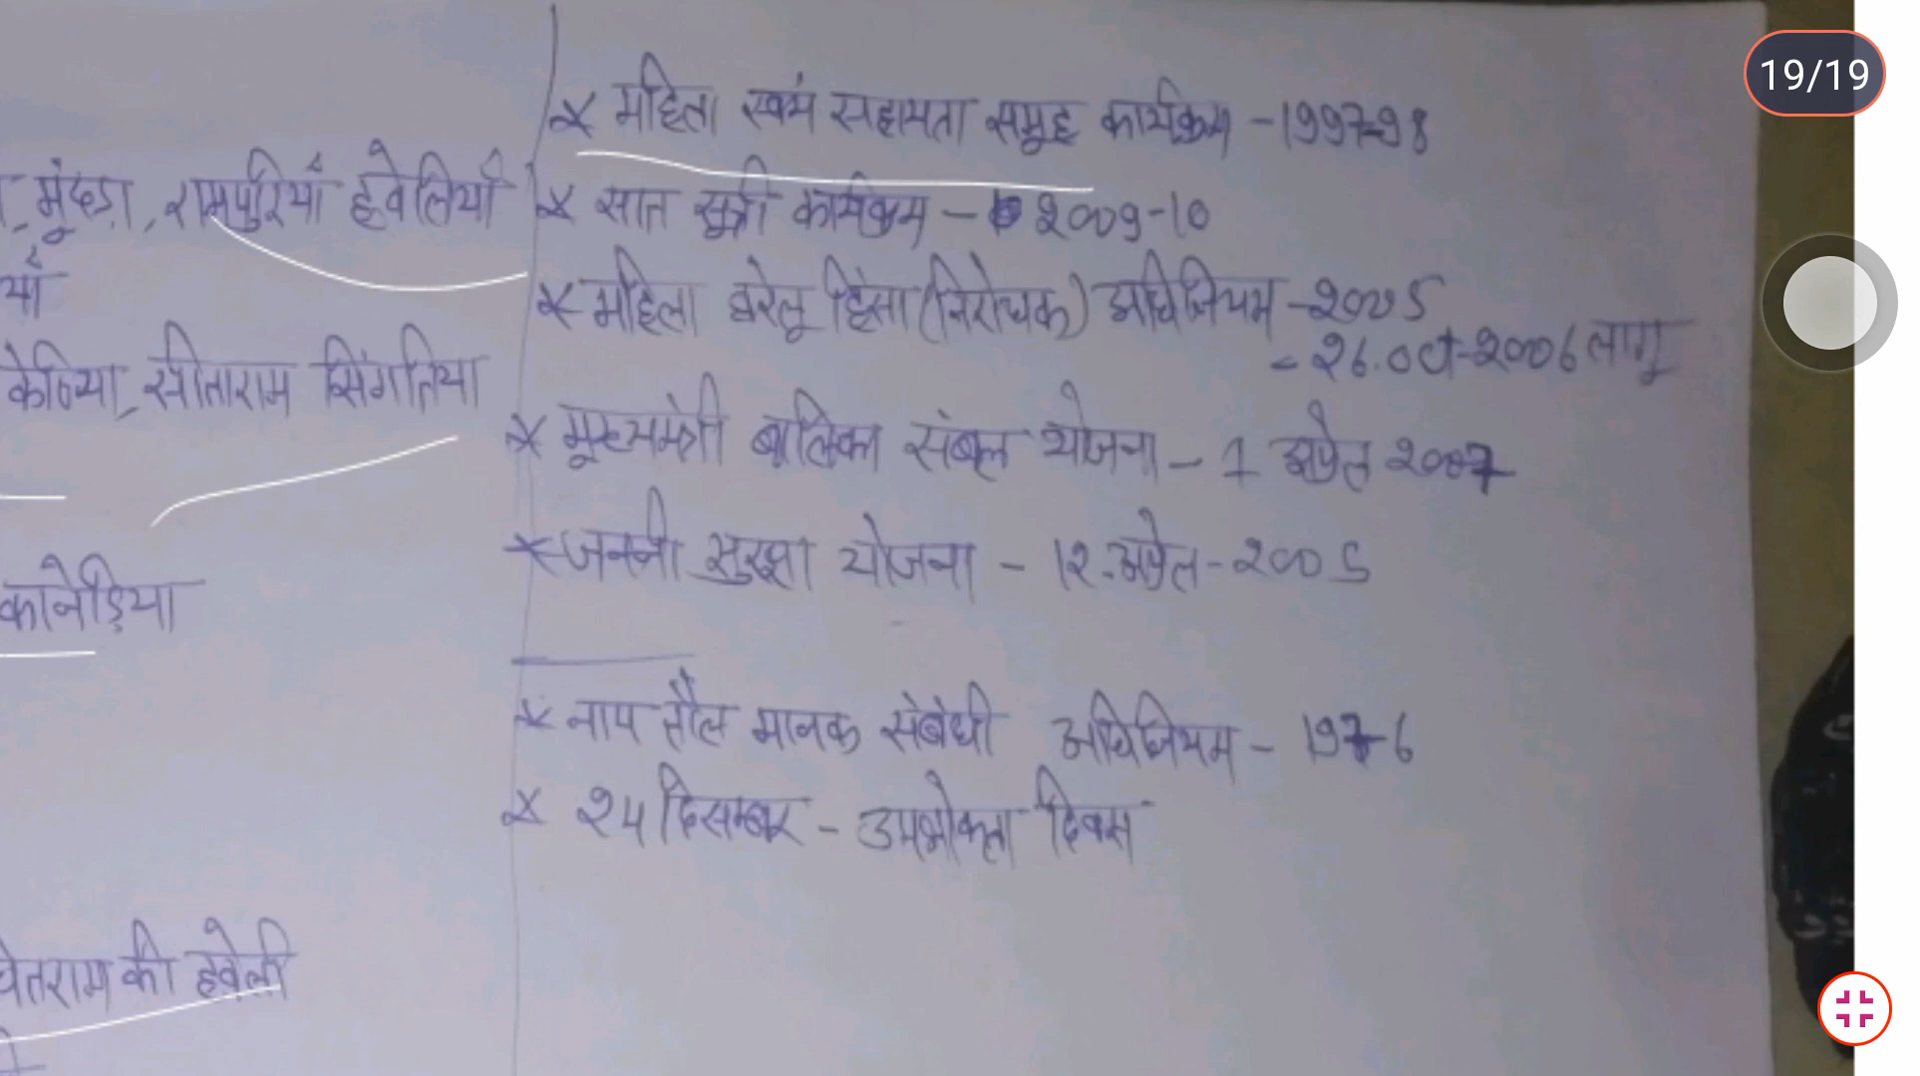 19/19
मूंदड़ा, रामपुरियाँ हवेलियाँ
याँ
केडिया, सीताराम सिंगतिया
कानोड़िया
की हवेली
* महिला स्वयं सहायता समूह कार्यक्रम - 1997-98
* सात सूत्री कार्यक्रम - 2009-10
* महिला घरेलू हिंसा (निरोधक) अधिनियम - 2005
- 26.Oct-2006 लागू
* मुख्यमंत्री बालिका संबल योजना - 1 अप्रेल 2007
* जननी सुरक्षा योजना - 12.अप्रेल-2005
* नाप तौल मानक संबंधी अधिनियम - 1976
* 24 दिसम्बर - उपभोक्ता दिवस